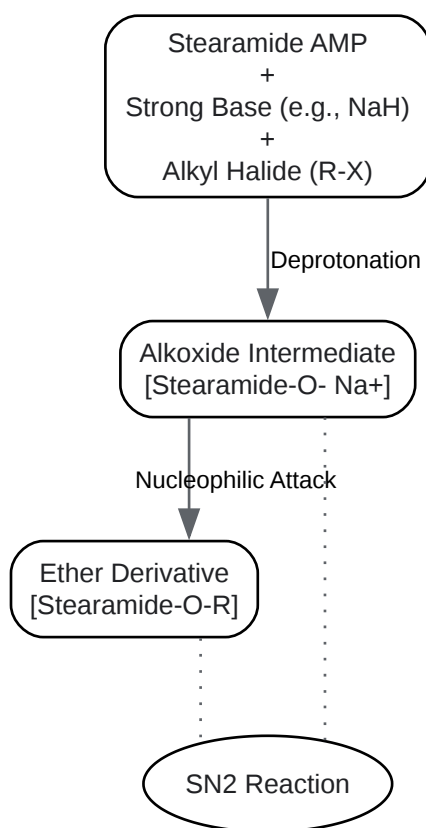 Stearamide AMP
+
Strong Base (e.g., NaH)
+
Alkyl Halide (R-X)
Deprotonation
Alkoxide Intermediate
[Stearamide-O- Na+]
Nucleophilic Attack
Ether Derivative
[Stearamide-O-R]
SN2 Reaction